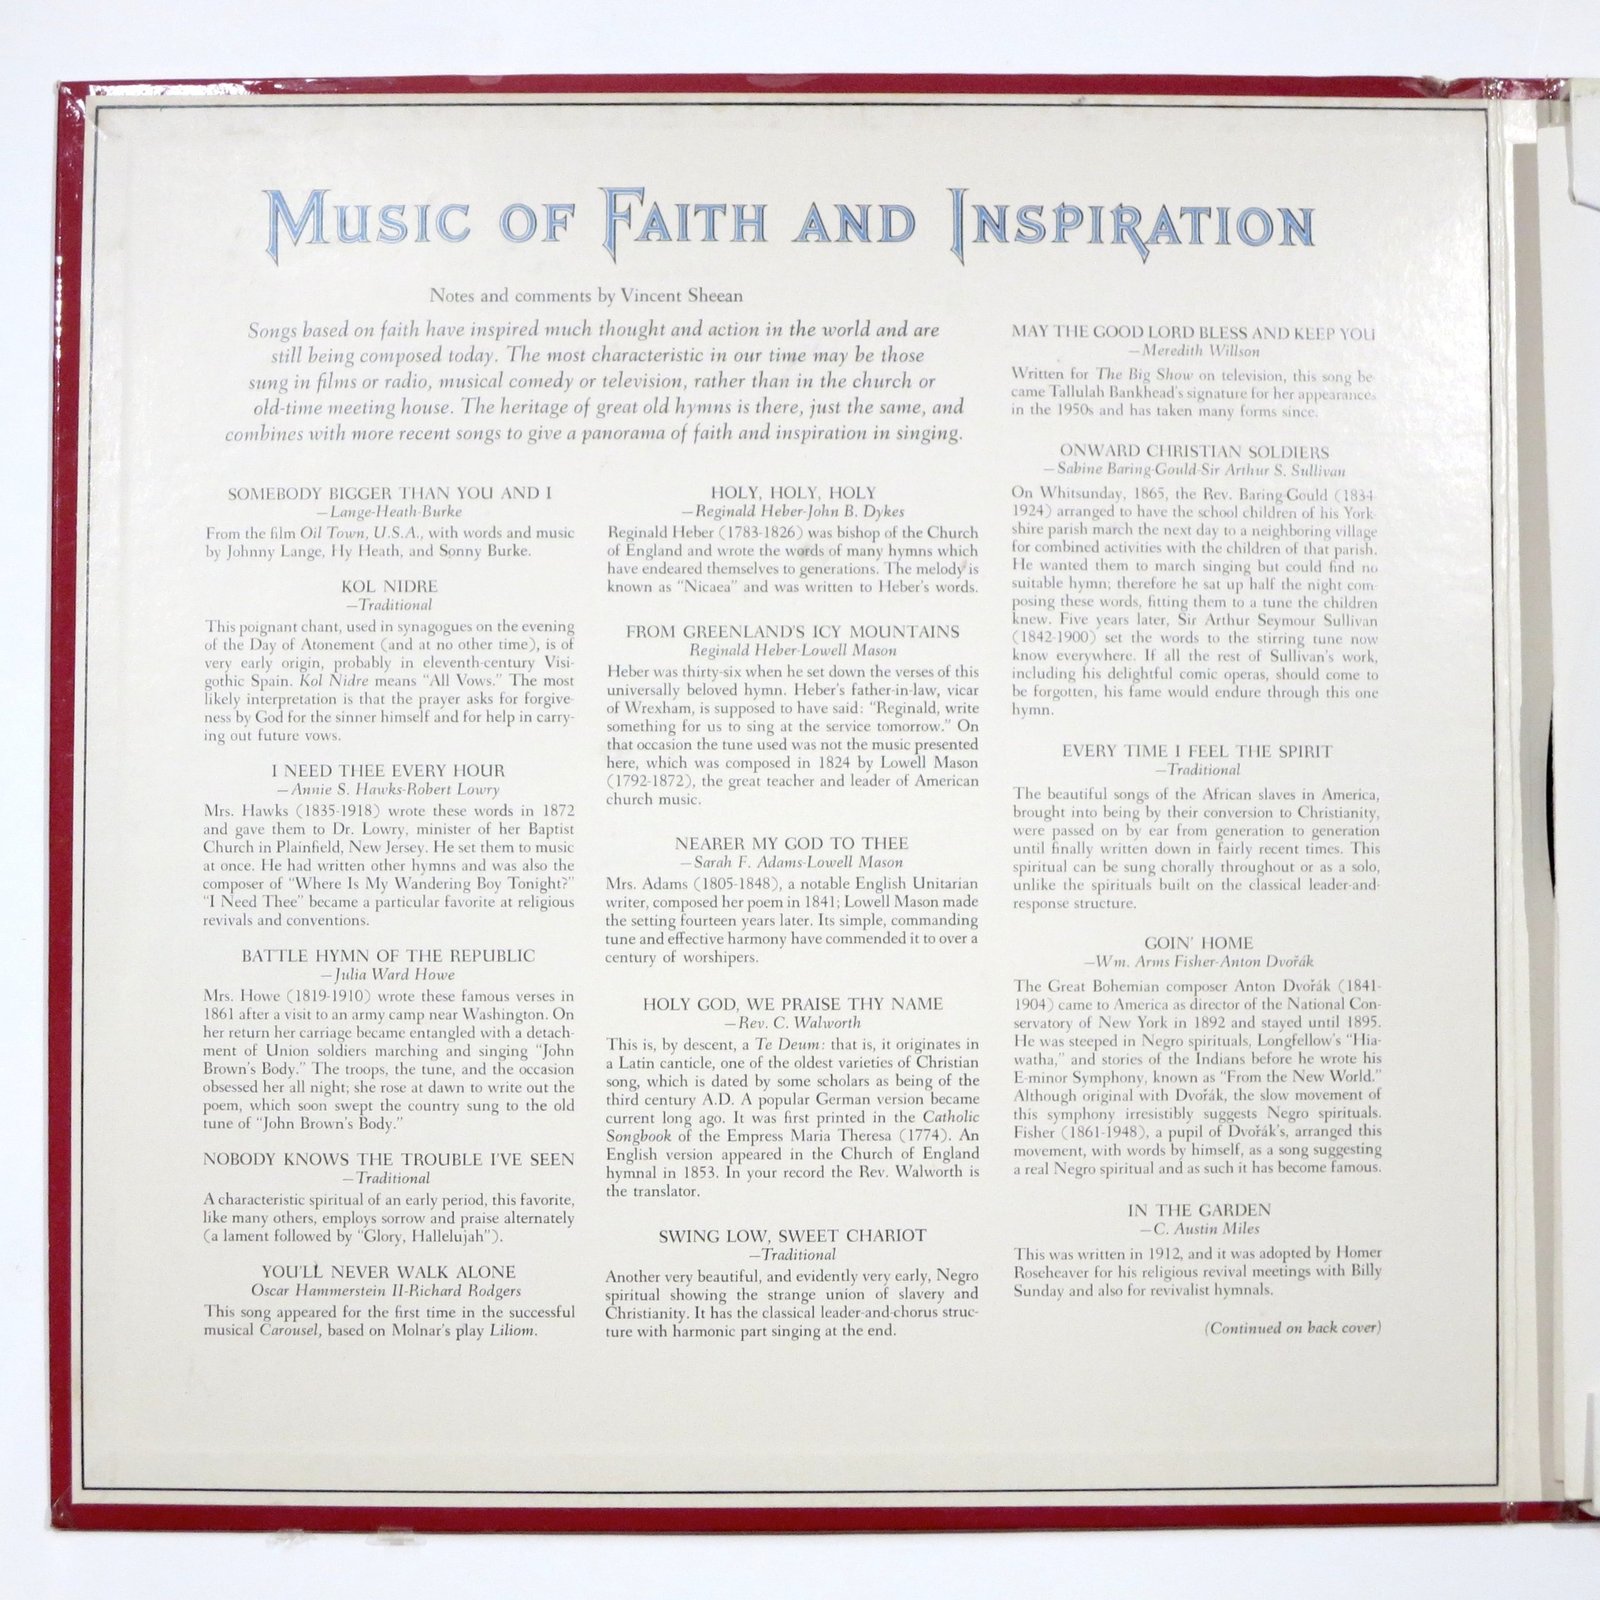 MUSIC OF FAITH AND INSPIRATION
Notes and comments by Vincent Sheean
Songs based on faith have inspired much thought and action in the world and are
still being composed today. The most characteristic in our time may be those
sung in films or radio, musical comedy or television, rather than in the church or
old-time meeting house. The heritage of great old hymns is there, just the same, and
combines with more recent songs to give a panorama of faith and inspiration in singing.
SOMEBODY BIGGER THAN YOU AND I
—Lange-Heath-Burke
From the film Oil Town, U.S.A., with words and music
by Johnny Lange, Hy Heath, and Sonny Burke.
KOL NIDRE
—Traditional
This poignant chant, used in synagogues on the evening
of the Day of Atonement (and at no other time), is of
very early origin, probably in eleventh-century Visi-
gothic Spain. Kol Nidre means "All Vows." The most
likely interpretation is that the prayer asks for forgive-
ness by God for the sinner himself and for help in carry-
ing out future vows.
I NEED THEE EVERY HOUR
—Annie S. Hawks-Robert Lowry
Mrs. Hawks (1835-1918) wrote these words in 1872
and gave them to Dr. Lowry, minister of her Baptist
Church in Plainfield, New Jersey. He set them to music
at once. He had written other hymns and was also the
composer of "Where Is My Wandering Boy Tonight?"
"I Need Thee" became a particular favorite at religious
revivals and conventions.
BATTLE HYMN OF THE REPUBLIC
—Julia Ward Howe
Mrs. Howe (1819-1910) wrote these famous verses in
1861 after a visit to an army camp near Washington. On
her return her carriage became entangled with a detach-
ment of Union soldiers marching and singing "John
Brown's Body." The troops, the tune, and the occasion
obsessed her all night; she rose at dawn to write out the
poem, which soon swept the country sung to the old
tune of "John Brown's Body."
NOBODY KNOWS THE TROUBLE I'VE SEEN
—Traditional
A characteristic spiritual of an early period, this favorite,
like many others, employs sorrow and praise alternately
(a lament followed by "Glory, Hallelujah").
YOU'LL NEVER WALK ALONE
Oscar Hammerstein II-Richard Rodgers
This song appeared for the first time in the successful
musical Carousel, based on Molnar's play Liliom.
HOLY, HOLY, HOLY
—Reginald Heber-John B. Dykes
Reginald Heber (1783-1826) was bishop of the Church
of England and wrote the words of many hymns which
have endeared themselves to generations. The melody is
known as "Nicaea" and was written to Heber's words.
FROM GREENLAND'S ICY MOUNTAINS
Reginald Heber-Lowell Mason
Heber was thirty-six when he set down the verses of this
universally beloved hymn. Heber's father-in-law, vicar
of Wrexham, is supposed to have said: "Reginald, write
something for us to sing at the service tomorrow." On
that occasion the tune used was not the music presented
here, which was composed in 1824 by Lowell Mason
(1792-1872), the great teacher and leader of American
church music.
NEARER MY GOD TO THEE
—Sarah F. Adams-Lowell Mason
Mrs. Adams (1805-1848), a notable English Unitarian
writer, composed her poem in 1841; Lowell Mason made
the setting fourteen years later. Its simple, commanding
tune and effective harmony have commended it to over a
century of worshipers.
HOLY GOD, WE PRAISE THY NAME
—Rev. C. Walworth
This is, by descent, a Te Deum: that is, it originates in
a Latin canticle, one of the oldest varieties of Christian
song, which is dated by some scholars as being of the
third century A.D. A popular German version became
current long ago. It was first printed in the Catholic
Songbook of the Empress Maria Theresa (1774). An
English version appeared in the Church of England
hymnal in 1853. In your record the Rev. Walworth is
the translator.
SWING LOW, SWEET CHARIOT
—Traditional
Another very beautiful, and evidently very early, Negro
spiritual showing the strange union of slavery and
Christianity. It has the classical leader-and-chorus struc-
ture with harmonic part singing at the end.
MAY THE GOOD LORD BLESS AND KEEP YOU
—Meredith Willson
Written for The Big Show on television, this song be-
came Tallulah Bankhead's signature for her appearances
in the 1950s and has taken many forms since.
ONWARD CHRISTIAN SOLDIERS
—Sabine Baring-Gould-Sir Arthur S. Sullivan
On Whitsunday, 1865, the Rev. Baring-Gould (1834-
1924) arranged to have the school children of his York-
shire parish march the next day to a neighboring village
for combined activities with the children of that parish.
He wanted them to march singing but could find no
suitable hymn; therefore he sat up half the night com-
posing these words, fitting them to a tune the children
knew. Five years later, Sir Arthur Seymour Sullivan
(1842-1900) set the words to the stirring tune now
know everywhere. If all the rest of Sullivan's work,
including his delightful comic operas, should come to
be forgotten, his fame would endure through this one
hymn.
EVERY TIME I FEEL THE SPIRIT
—Traditional
The beautiful songs of the African slaves in America,
brought into being by their conversion to Christianity,
were passed on by ear from generation to generation
until finally written down in fairly recent times. This
spiritual can be sung chorally throughout or as a solo,
unlike the spirituals built on the classical leader-and-
response structure.
GOIN' HOME
—Wm. Arms Fisher-Anton Dvořák
The Great Bohemian composer Anton Dvořák (1841-
1904) came to America as director of the National Con-
servatory of New York in 1892 and stayed until 1895.
He was steeped in Negro spirituals, Longfellow's "Hia-
watha," and stories of the Indians before he wrote his
E-minor Symphony, known as "From the New World."
Although original with Dvořák, the slow movement of
this symphony irresistibly suggests Negro spirituals.
Fisher (1861-1948), a pupil of Dvořák's, arranged this
movement, with words by himself, as a song suggesting
a real Negro spiritual and as such it has become famous.
IN THE GARDEN
—C. Austin Miles
This was written in 1912, and it was adopted by Homer
Roseheaver for his religious revival meetings with Billy
Sunday and also for revivalist hymnals.
(Continued on back cover)